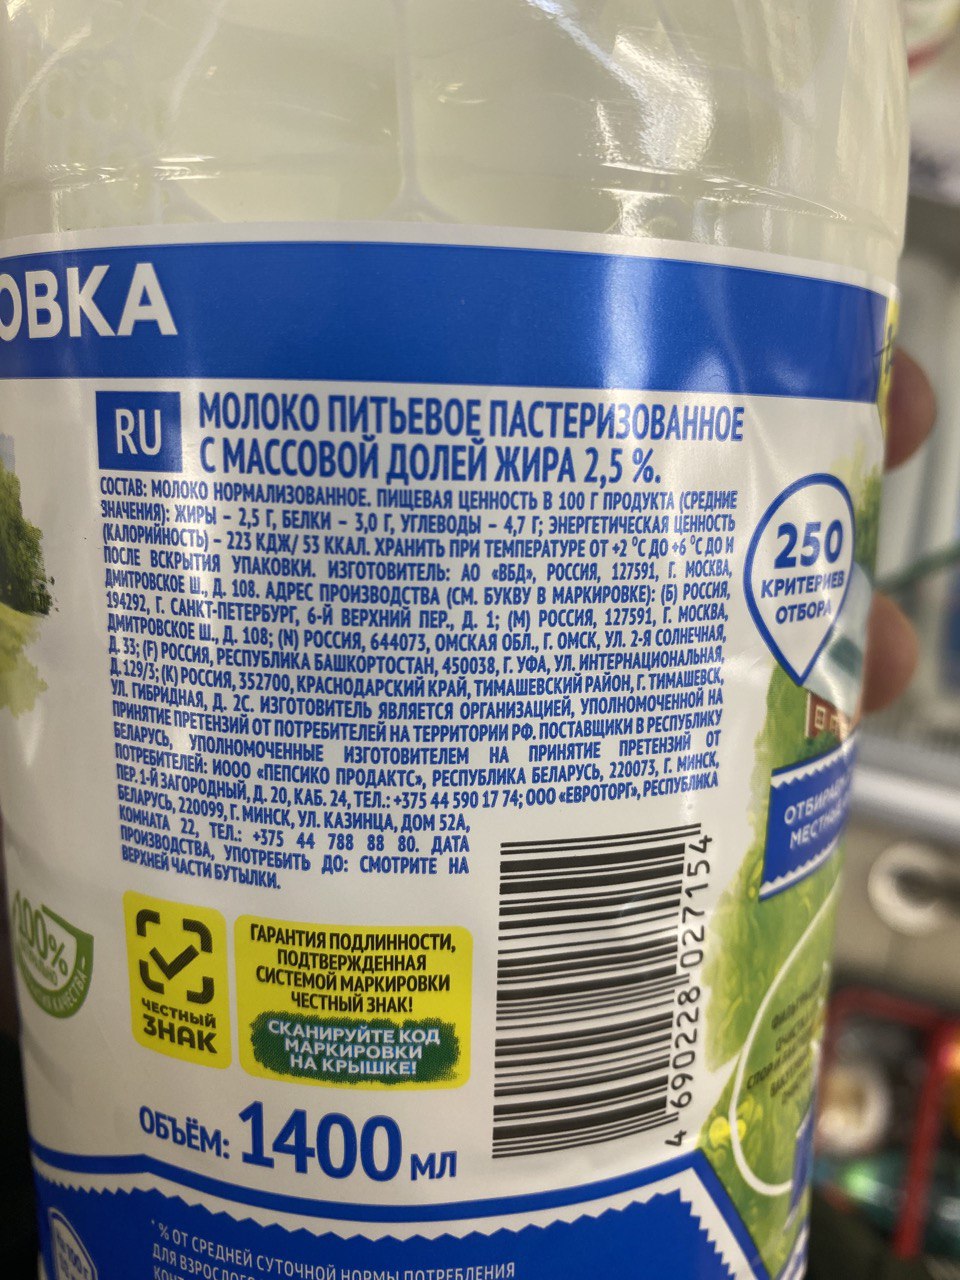 ОВКА
RU
МОЛОКО ПИТЬЕВОЕ ПАСТЕРИЗОВАННОЕ
С МАССОВОЙ ДОЛЕЙ ЖИРА 2,5 %.
СОСТАВ: МОЛОКО НОРМАЛИЗОВАННОЕ. ПИЩЕВАЯ ЦЕННОСТЬ В 100 Г ПРОДУКТА (СРЕДНИЕ
ЗНАЧЕНИЯ): ЖИРЫ – 2,5 Г, БЕЛКИ – 3,0 Г, УГЛЕВОДЫ – 4,7 Г; ЭНЕРГЕТИЧЕСКАЯ ЦЕННОСТЬ
(КАЛОРИЙНОСТЬ) – 223 КДЖ/ 53 ККАЛ. ХРАНИТЬ ПРИ ТЕМПЕРАТУРЕ ОТ +2 °С ДО +6 °С ДО И
ПОСЛЕ ВСКРЫТИЯ УПАКОВКИ. ИЗГОТОВИТЕЛЬ: АО «ВБД», РОССИЯ, 127591, Г. МОСКВА,
ДМИТРОВСКОЕ Ш., Д. 108. АДРЕС ПРОИЗВОДСТВА (СМ. БУКВУ В МАРКИРОВКЕ): (Б) РОССИЯ,
194292, Г. САНКТ-ПЕТЕРБУРГ, 6-Й ВЕРХНИЙ ПЕР., Д. 1; (М) РОССИЯ, 127591, Г. МОСКВА,
ДМИТРОВСКОЕ Ш., Д. 108; (N) РОССИЯ, 644073, ОМСКАЯ ОБЛ., Г. ОМСК, УЛ. 2-Я СОЛНЕЧНАЯ,
Д. 33; (F) РОССИЯ, РЕСПУБЛИКА БАШКОРТОСТАН, 450038, Г. УФА, УЛ. ИНТЕРНАЦИОНАЛЬНАЯ,
Д. 129/3; (К) РОССИЯ, 352700, КРАСНОДАРСКИЙ КРАЙ, ТИМАШЕВСКИЙ РАЙОН, Г. ТИМАШЕВСК,
УЛ. ГИБРИДНАЯ, Д. 2С. ИЗГОТОВИТЕЛЬ ЯВЛЯЕТСЯ ОРГАНИЗАЦИЕЙ, УПОЛНОМОЧЕННОЙ НА
ПРИНЯТИЕ ПРЕТЕНЗИЙ ОТ ПОТРЕБИТЕЛЕЙ НА ТЕРРИТОРИИ РФ. ПОСТАВЩИКИ В РЕСПУБЛИКУ
БЕЛАРУСЬ, УПОЛНОМОЧЕННЫЕ ИЗГОТОВИТЕЛЕМ НА ПРИНЯТИЕ ПРЕТЕНЗИЙ ОТ
ПОТРЕБИТЕЛЕЙ: ИООО «ПЕПСИКО ПРОДАКТС», РЕСПУБЛИКА БЕЛАРУСЬ, 220073, Г. МИНСК,
ПЕР. 1-Й ЗАГОРОДНЫЙ, Д. 20, КАБ. 24, ТЕЛ.: +375 44 590 17 74; ООО «ЕВРОТОРГ», РЕСПУБЛИКА
БЕЛАРУСЬ, 220099, Г. МИНСК, УЛ. КАЗИНЦА, ДОМ 52А,
КОМНАТА 22, ТЕЛ.: +375 44 788 88 80. ДАТА
ПРОИЗВОДСТВА, УПОТРЕБИТЬ ДО: СМОТРИТЕ НА
ВЕРХНЕЙ ЧАСТИ БУТЫЛКИ.
250
КРИТЕРИЕВ
ОТБОРА
ОТБИРАЕМ
МЕСТНОЕ
100%
КАЧЕСТВА
ЧЕСТНЫЙ
ЗНАК
ГАРАНТИЯ ПОДЛИННОСТИ,
ПОДТВЕРЖДЕННАЯ
СИСТЕМОЙ МАРКИРОВКИ
ЧЕСТНЫЙ ЗНАК!
СКАНИРУЙТЕ КОД
МАРКИРОВКИ
НА КРЫШКЕ!
4 690228 027154
ОБЪЁМ: 1400 МЛ
* % ОТ СРЕДНЕЙ СУТОЧНОЙ НОРМЫ ПОТРЕБЛЕНИЯ
ДЛЯ ВЗРОСЛОГО